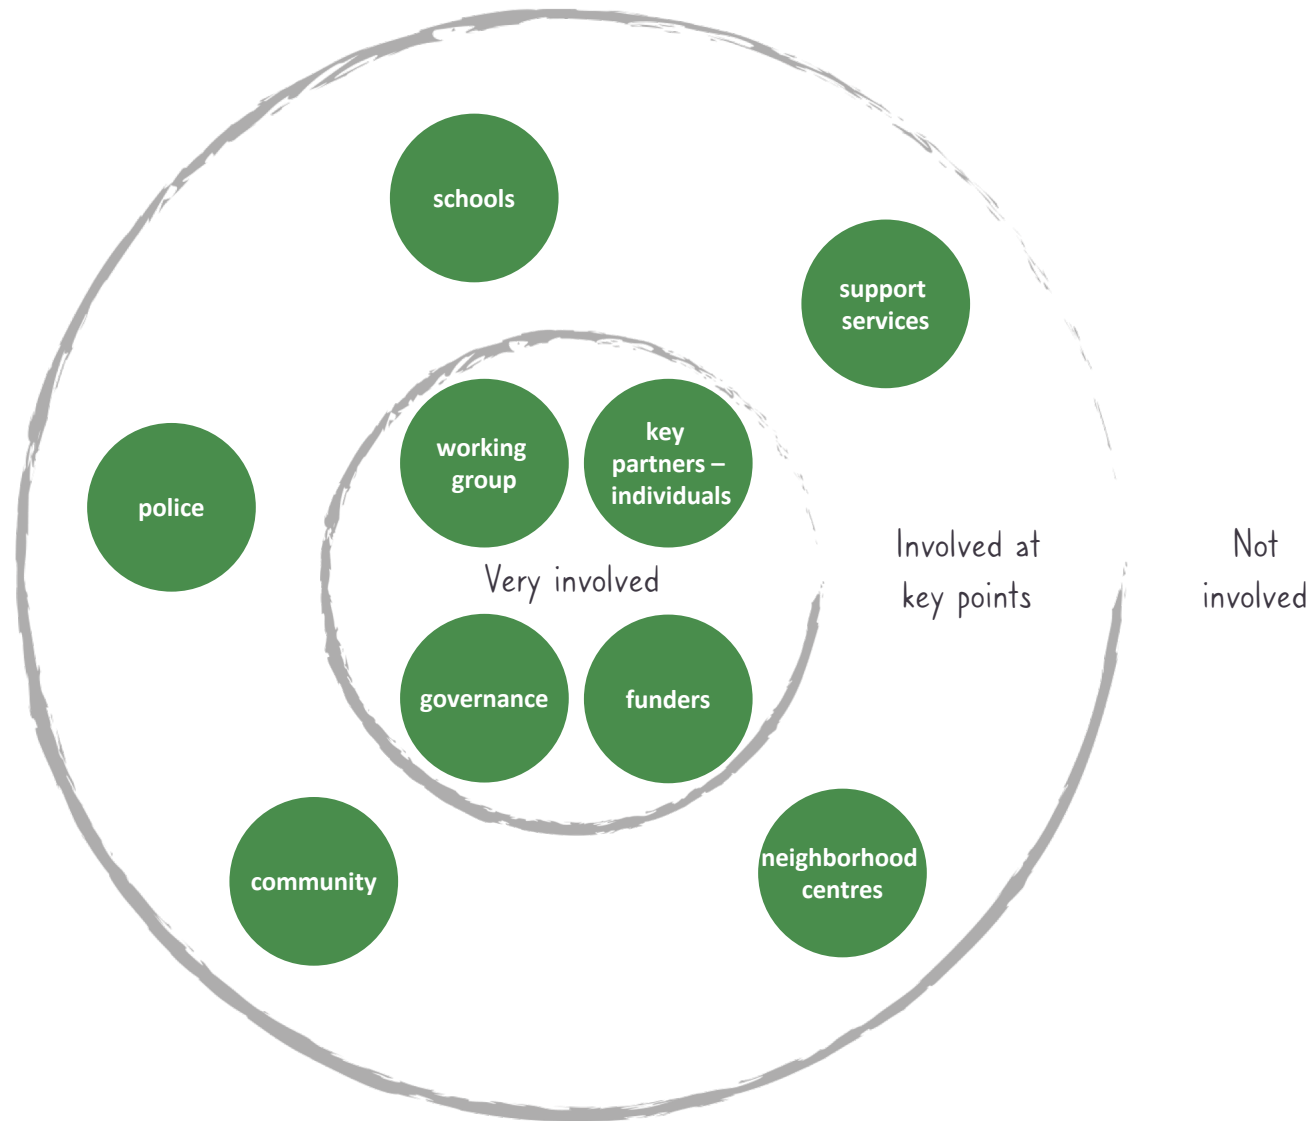 schools
support
services
working
group
key
partners –
individuals
police
Involved at
key points
Not
involved
Very involved
governance
funders
community
neighborhood
centres